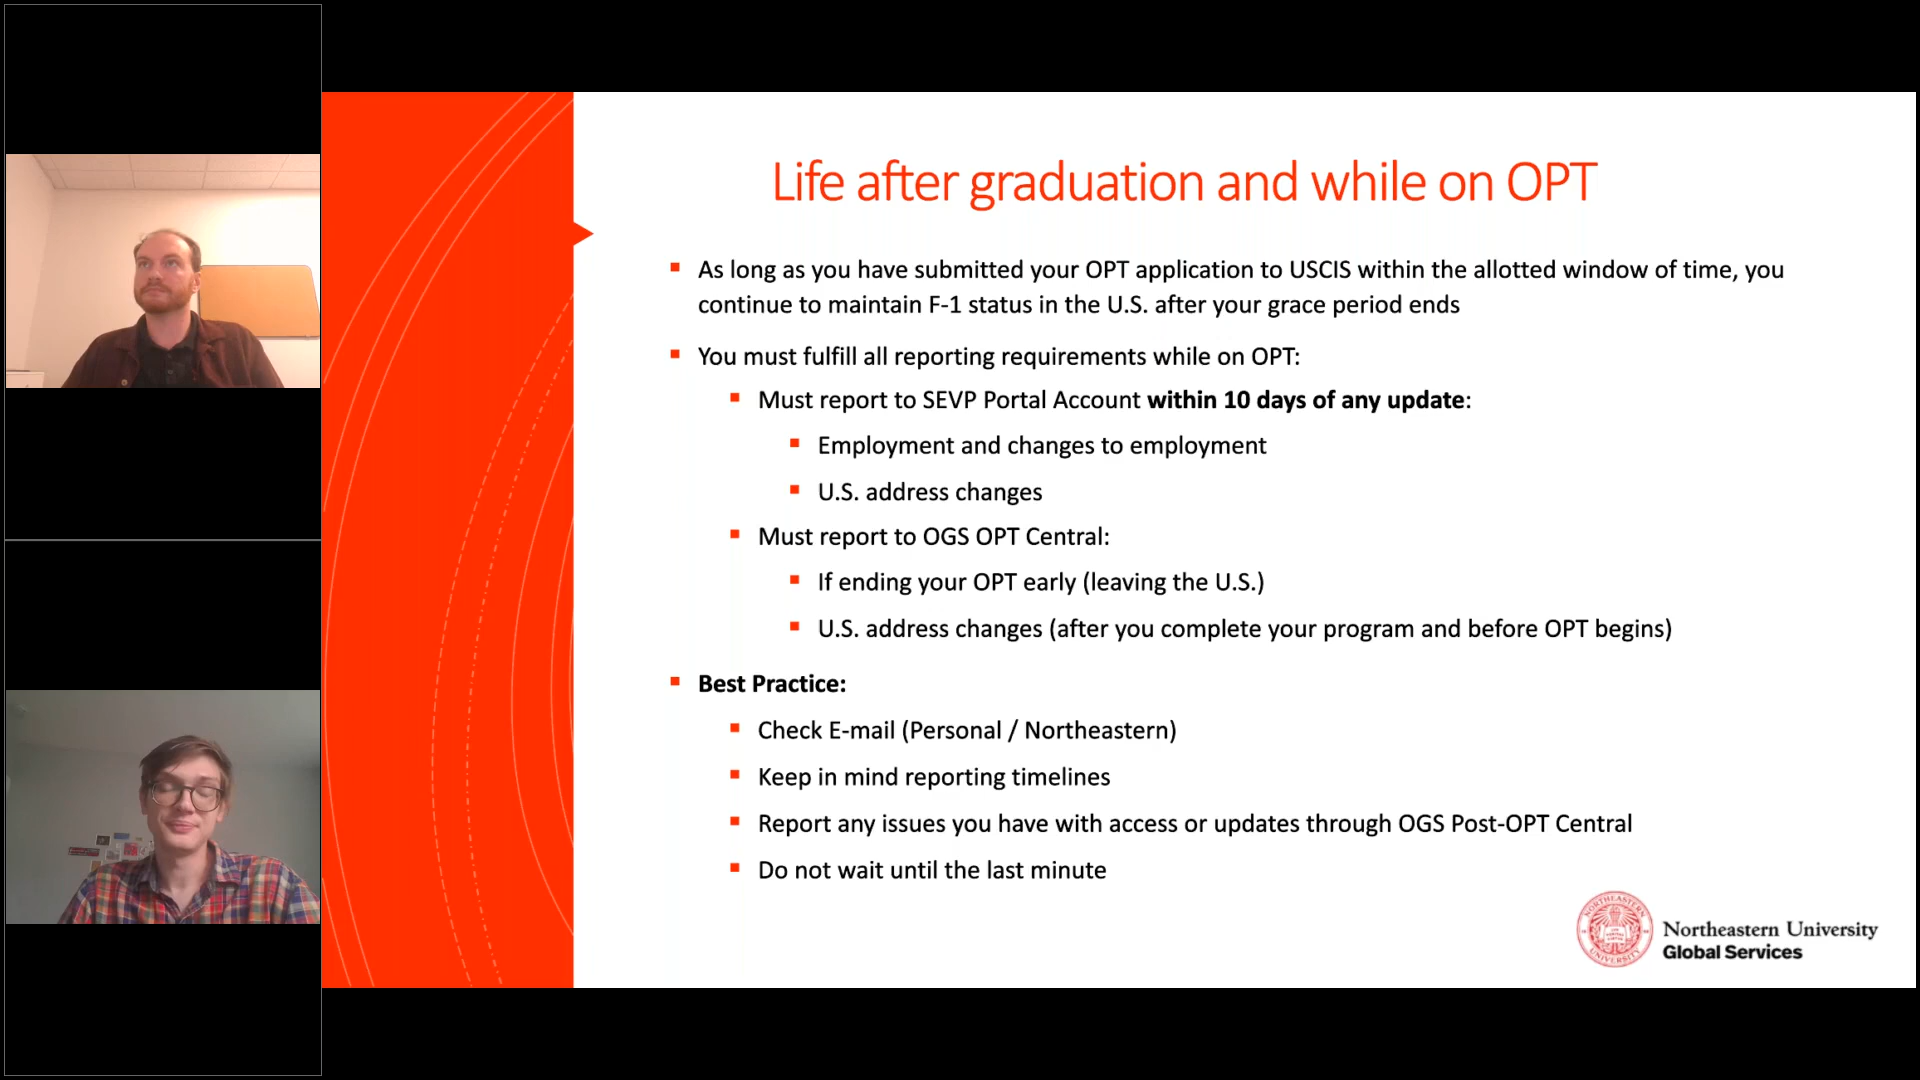 Life after graduation and while on OPT
As long as you have submitted your OPT application to USCIS within the allotted window of time, you
continue to maintain F-1 status in the U.S. after your grace period ends
You must fulfill all reporting requirements while on OPT:
Must report to SEVP Portal Account within 10 days of any update:
Employment and changes to employment
U.S. address changes
Must report to OGS OPT Central:
If ending your OPT early (leaving the U.S.)
U.S. address changes (after you complete your program and before OPT begins)
Best Practice:
Check E-mail (Personal / Northeastern)
Keep in mind reporting timelines
Report any issues you have with access or updates through OGS Post-OPT Central
Do not wait until the last minute
NORTHEASTERN
UNIVERSITY
Northeastern University
Global Services